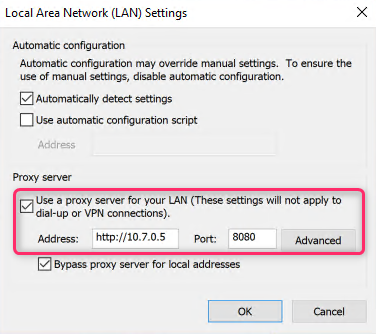 Local Area Network (LAN) Settings
Automatic configuration
Automatic configuration may override manual settings. To ensure the
use of manual settings, disable automatic configuration.
Automatically detect settings
Use automatic configuration script
Address
Proxy server
Use a proxy server for your LAN (These settings will not apply to
dial-up or VPN connections).
Address: http://10.7.0.5 Port: 8080 Advanced
Bypass proxy server for local addresses
OK Cancel